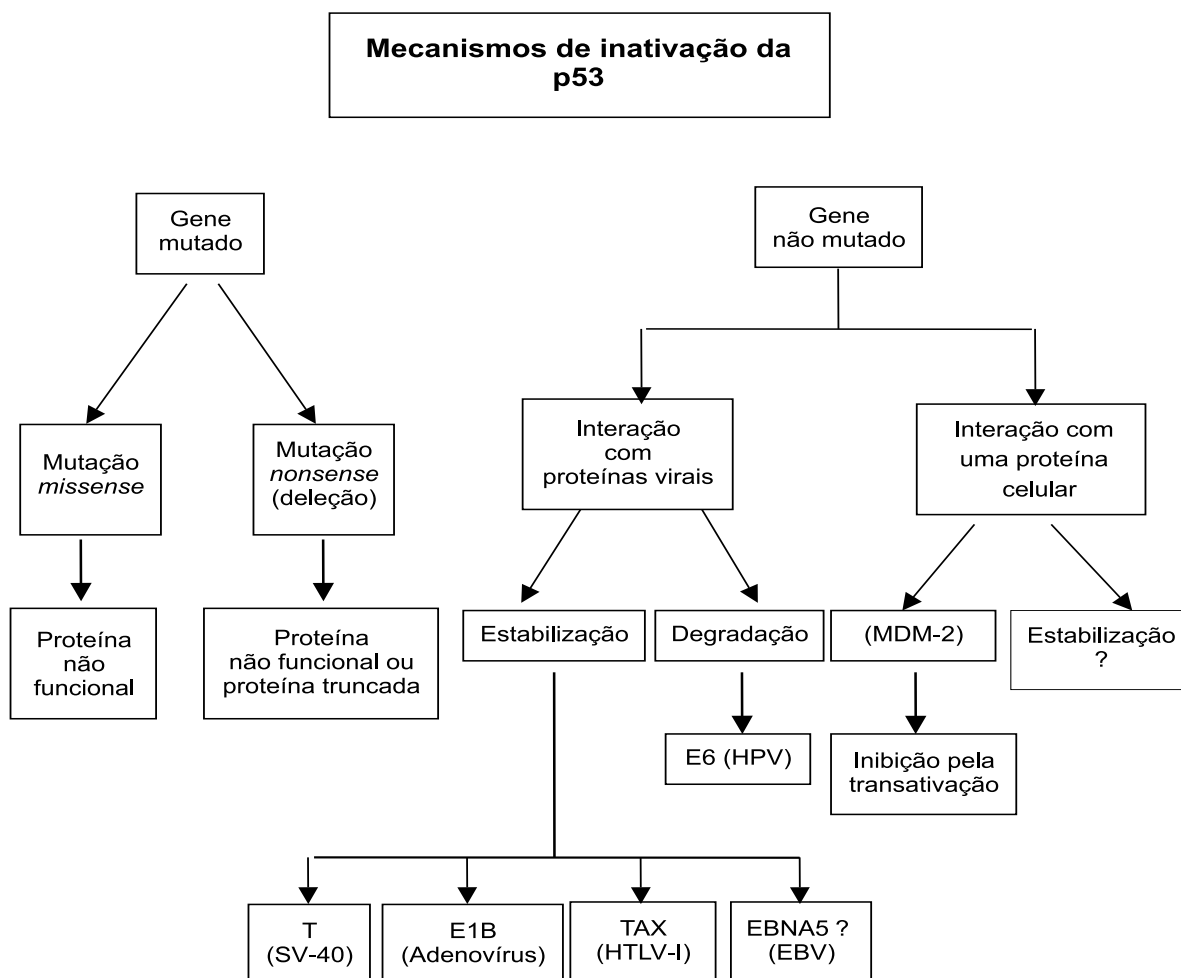 Mecanismos de inativação da
p53
Gene
mutado
Gene
não mutado
Mutação
missense
Mutação
nonsense
(deleção)
Interação
com
proteínas virais
Interação com
uma proteína
celular
Proteína
não
funcional
Proteína
não funcional ou
proteína truncada
Estabilização
Degradação
(MDM-2)
Estabilização
?
E6 (HPV)
Inibição pela
transativação
T
(SV-40)
E1B
(Adenovírus)
TAX
(HTLV-I)
EBNA5 ?
(EBV)